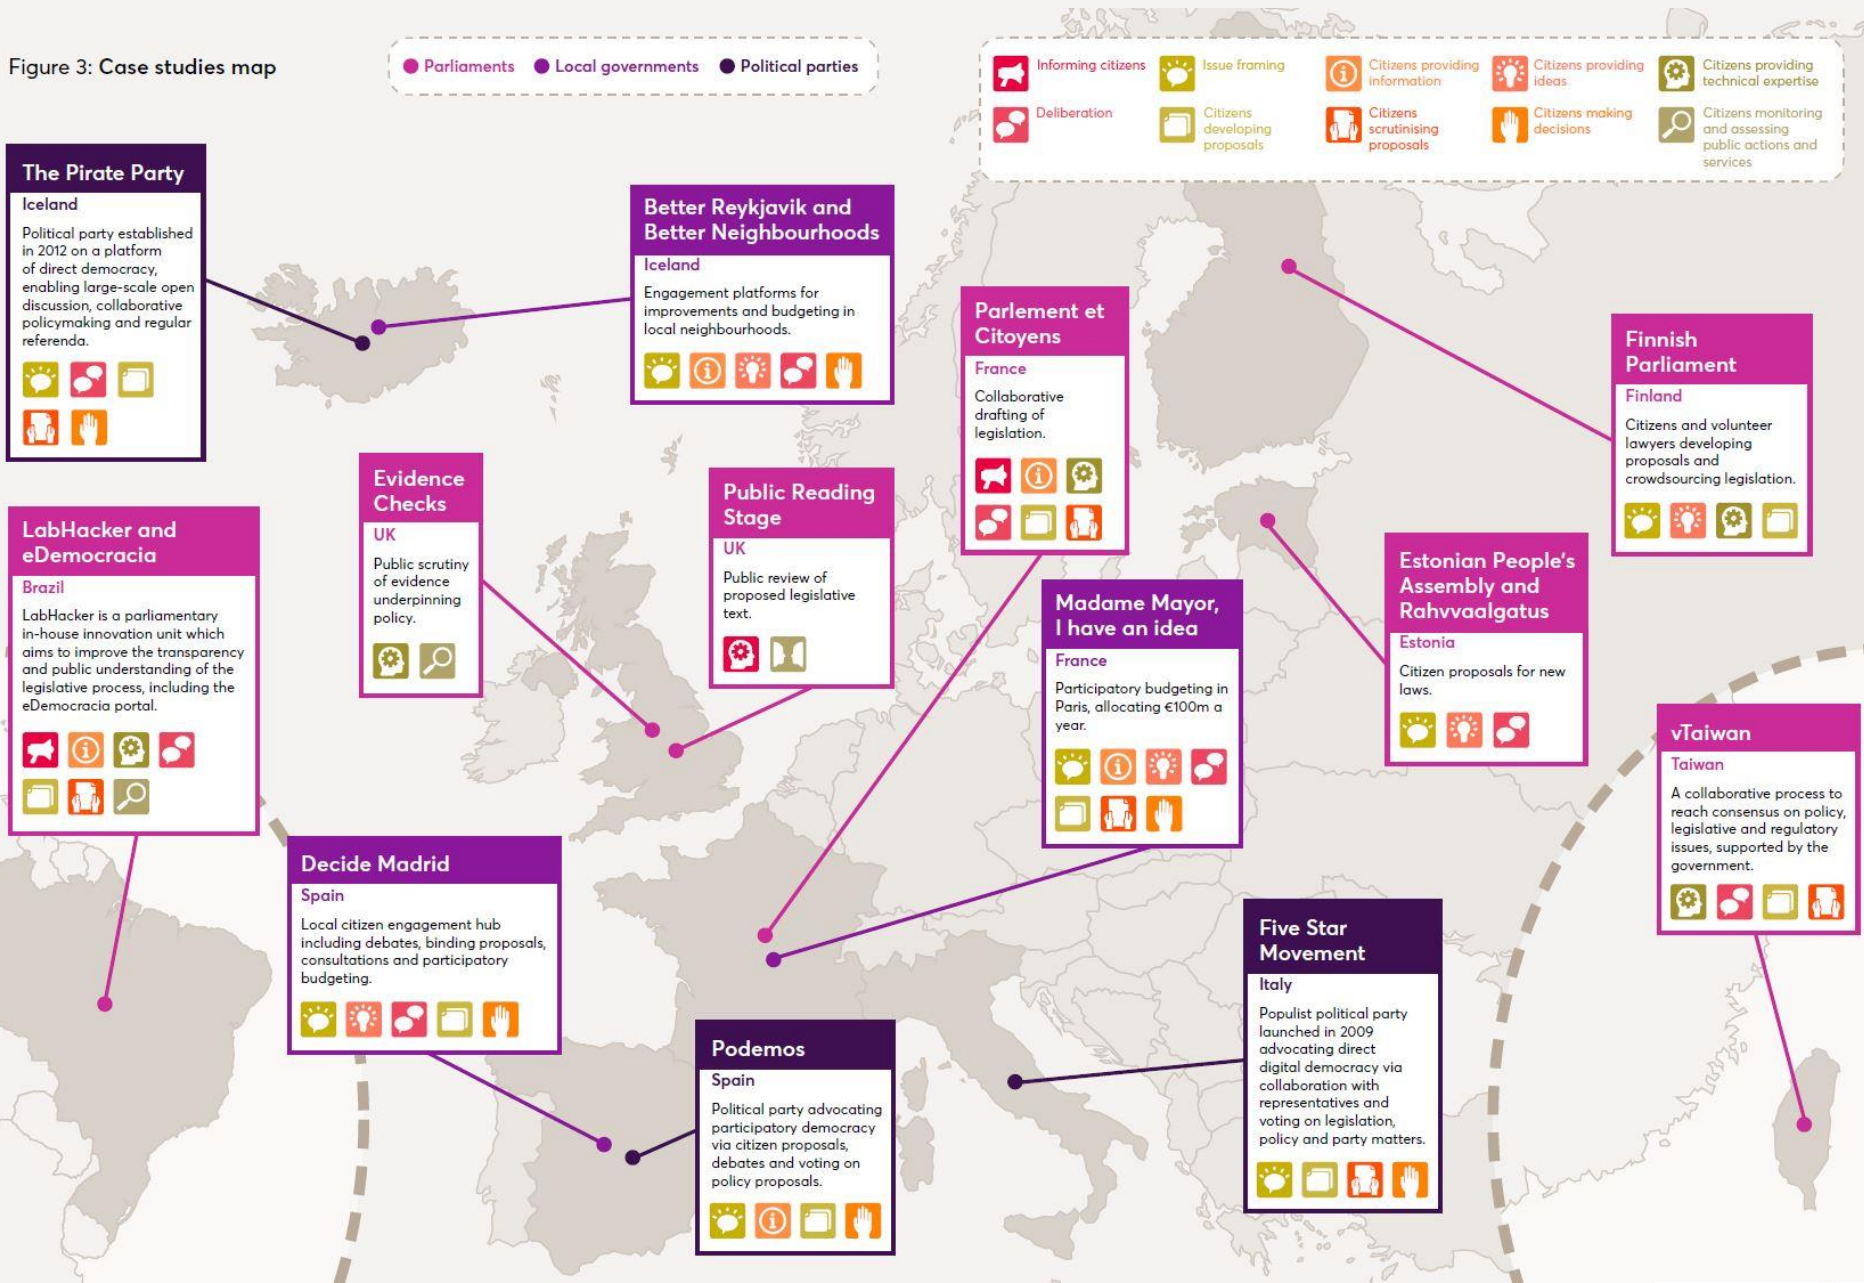 Figure 3: Case studies map
Parliaments
Local governments
Political parties
Informing citizens
Issue framing
Citizens providing
information
Citizens providing
ideas
Citizens providing
technical expertise
Deliberation
Citizens
developing
proposals
Citizens
scrutinising
proposals
Citizens making
decisions
Citizens monitoring
and assessing
public actions and
services
The Pirate Party
Iceland
Political party established
in 2012 on a platform
of direct democracy,
enabling large-scale open
discussion, collaborative
policymaking and regular
referenda.
Better Reykjavik and
Better Neighbourhoods
Iceland
Engagement platforms for
improvements and budgeting in
local neighbourhoods.
Parlement et
Citoyens
France
Collaborative
drafting of
legislation.
Finnish
Parliament
Finland
Citizens and volunteer
lawyers developing
proposals and
crowdsourcing legislation.
Evidence
Checks
UK
Public scrutiny
of evidence
underpinning
policy.
Public Reading
Stage
UK
Public review of
proposed legislative
text.
LabHacker and
eDemocracia
Brazil
LabHacker is a parliamentary
in-house innovation unit which
aims to improve the transparency
and public understanding of the
legislative process, including the
eDemocracia portal.
Madame Mayor,
I have an idea
France
Participatory budgeting in
Paris, allocating €100m a
year.
Estonian People's
Assembly and
Rahvvaalgatus
Estonia
Citizen proposals for new
laws.
vTaiwan
Taiwan
A collaborative process to
reach consensus on policy,
legislative and regulatory
issues, supported by the
government.
Decide Madrid
Spain
Local citizen engagement hub
including debates, binding proposals,
consultations and participatory
budgeting.
Podemos
Spain
Political party advocating
participatory democracy
via citizen proposals,
debates and voting on
policy proposals.
Five Star
Movement
Italy
Populist political party
launched in 2009
advocating direct
digital democracy via
collaboration with
representatives and
voting on legislation,
policy and party matters.